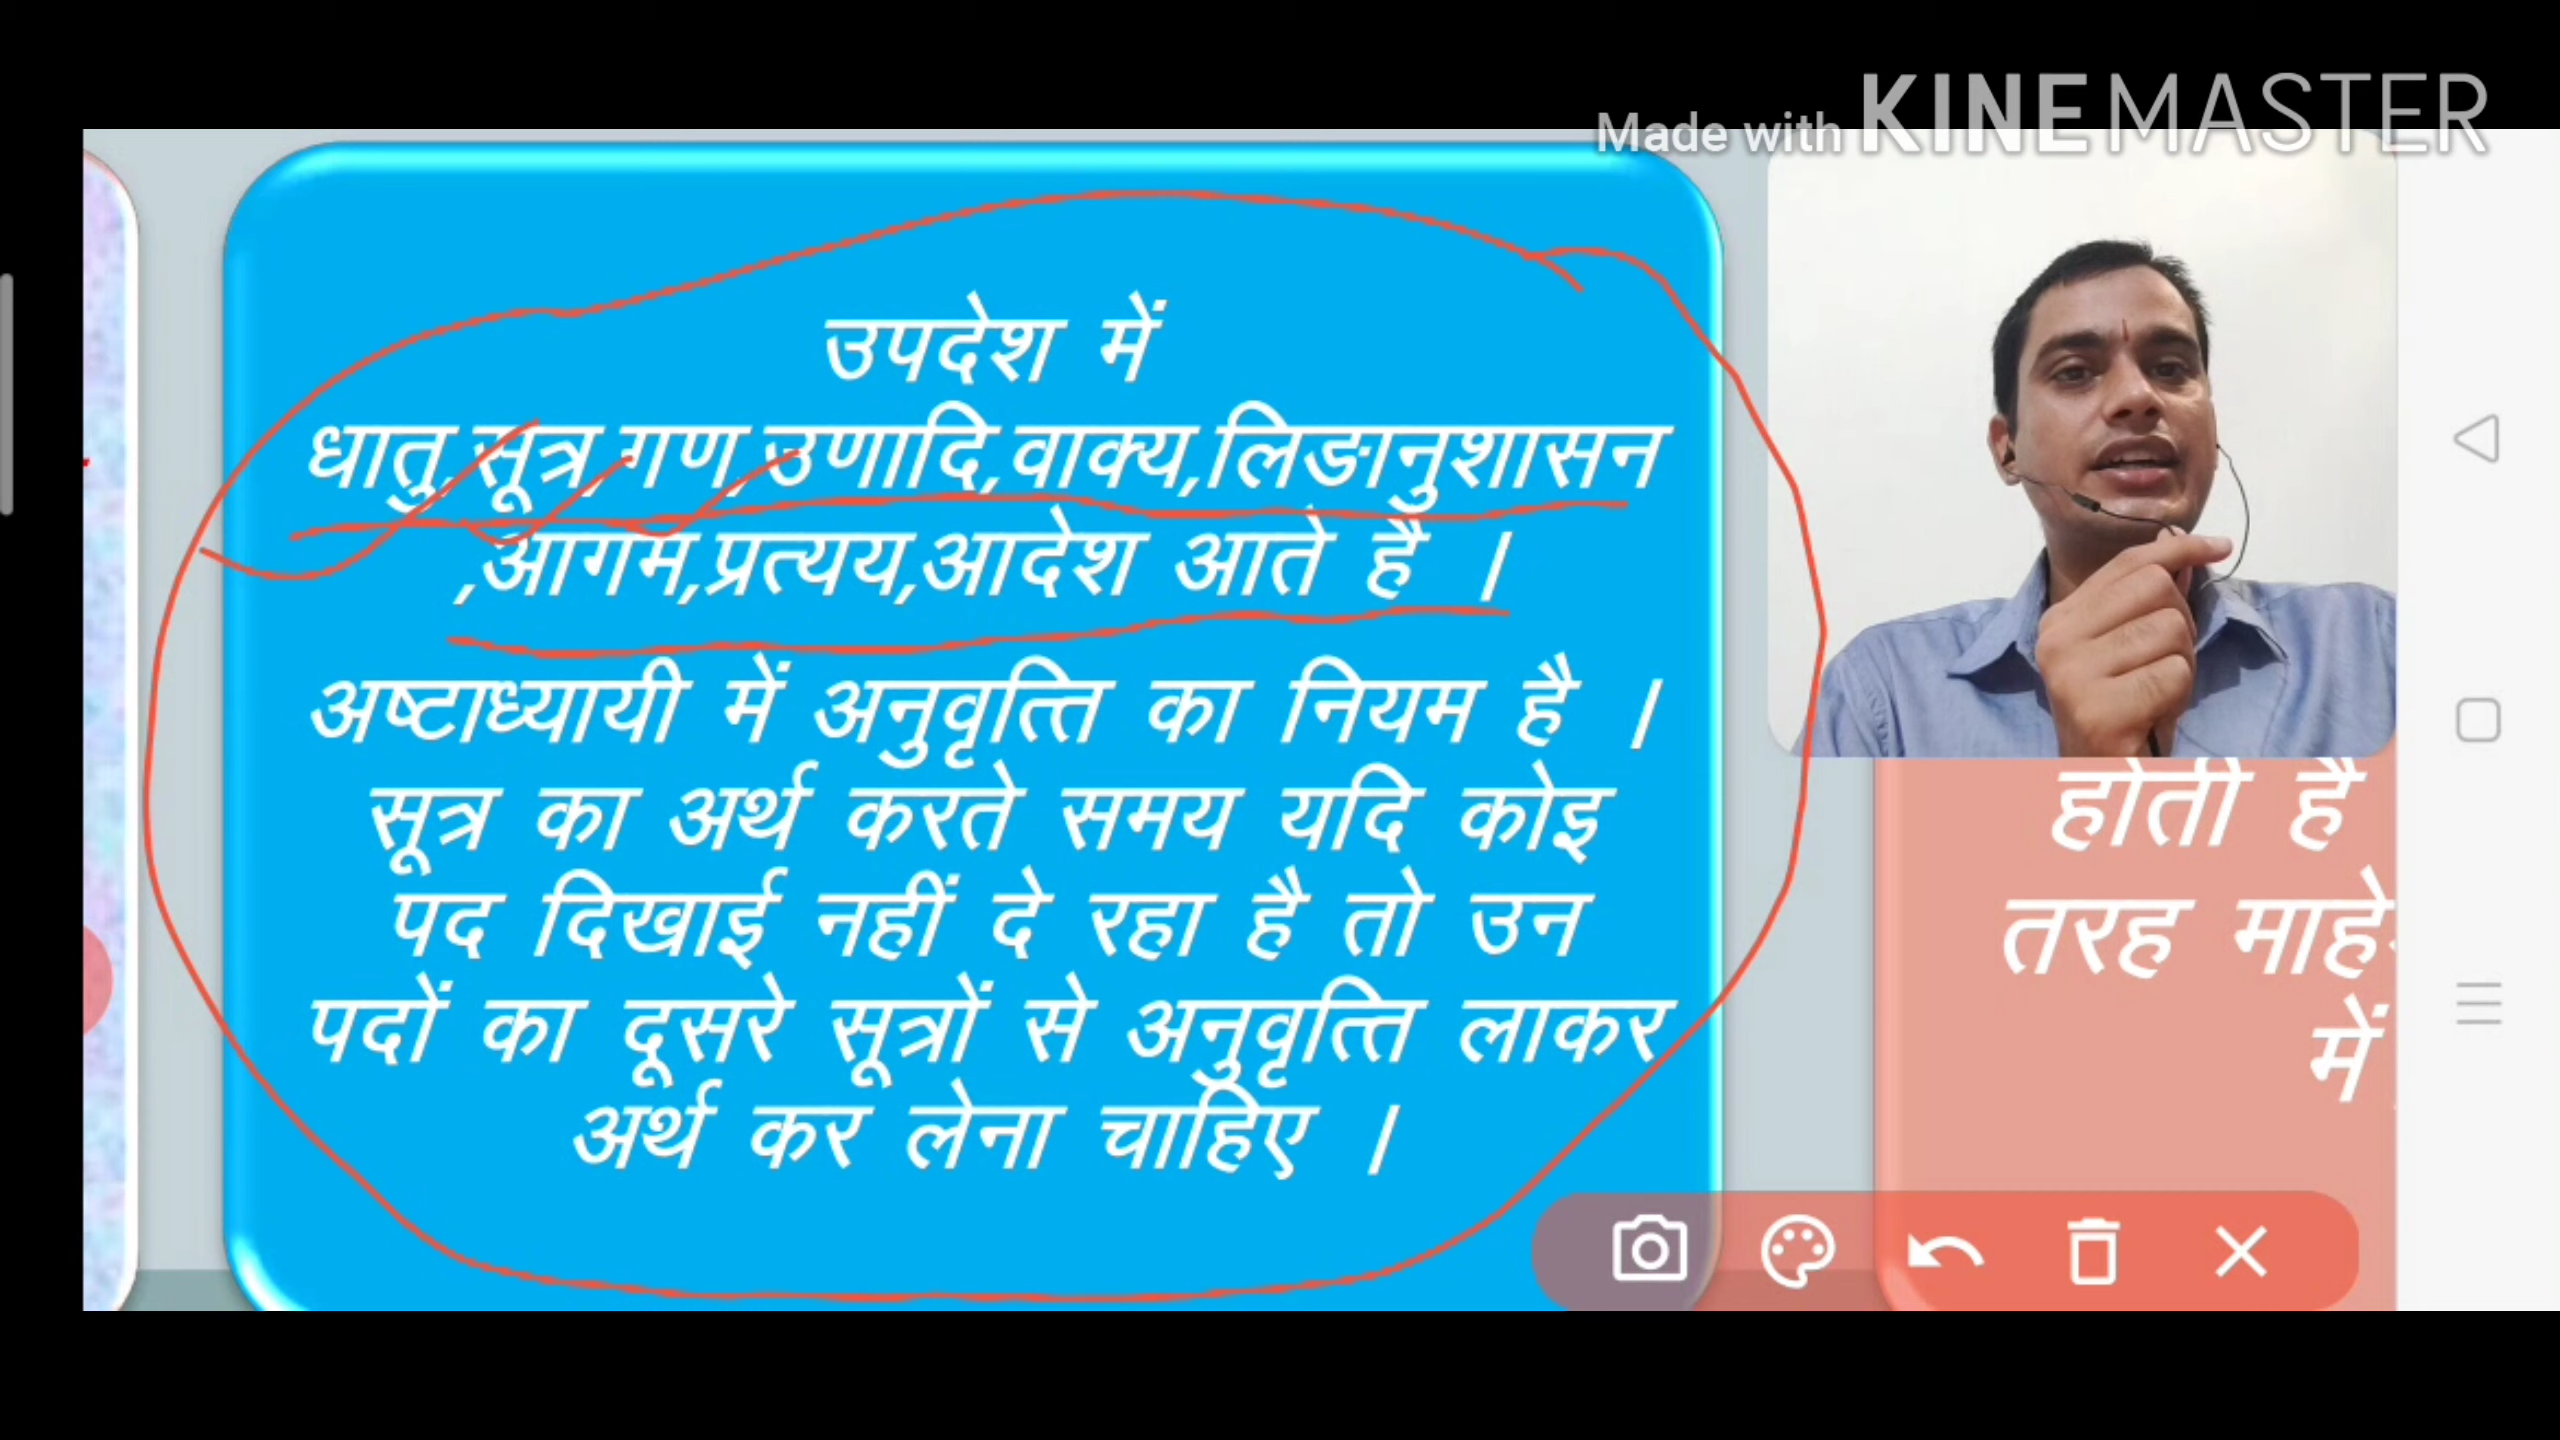 Made with KINEMASTER
उपदेश में
धातु,सूत्र,गण,उणादि,वाक्य,लिङानुशासन
,आगम,प्रत्यय,आदेश आते है ।
अष्टाध्यायी में अनुवृत्ति का नियम है ।
सूत्र का अर्थ करते समय यदि कोइ
पद दिखाई नहीं दे रहा है तो उन
पदों का दूसरे सूत्रों से अनुवृत्ति लाकर
अर्थ कर लेना चाहिए ।
होती है
तरह
में